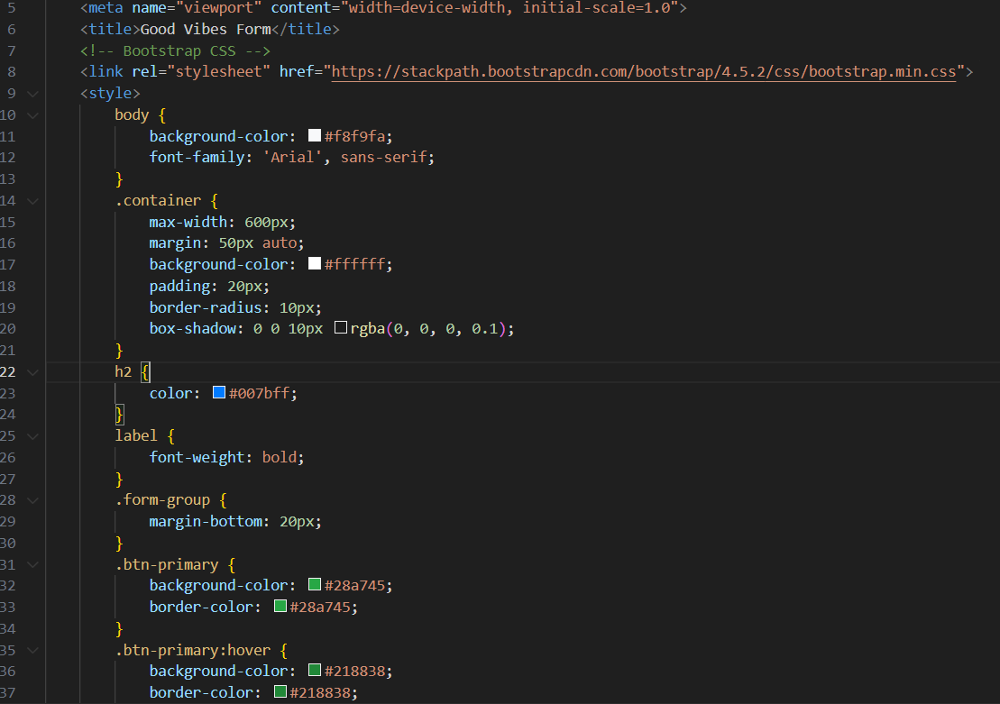 5 <meta name="viewport" content="width=device-width, initial-scale=1.0">
6 <title>Good Vibes Form</title>
7 <!-- Bootstrap CSS -->
8 <link rel="stylesheet" href="https://stackpath.bootstrapcdn.com/bootstrap/4.5.2/css/bootstrap.min.css">
9 <style>
10 body {
11 background-color: #f8f9fa;
12 font-family: 'Arial', sans-serif;
13 }
14 .container {
15 max-width: 600px;
16 margin: 50px auto;
17 background-color: #ffffff;
18 padding: 20px;
19 border-radius: 10px;
20 box-shadow: 0 0 10px rgba(0, 0, 0, 0.1);
21 }
22 h2 {
23 color: #007bff;
24 }
25 label {
26 font-weight: bold;
27 }
28 .form-group {
29 margin-bottom: 20px;
30 }
31 .btn-primary {
32 background-color: #28a745;
33 border-color: #28a745;
34 }
35 .btn-primary:hover {
36 background-color: #218838;
37 border-color: #218838;